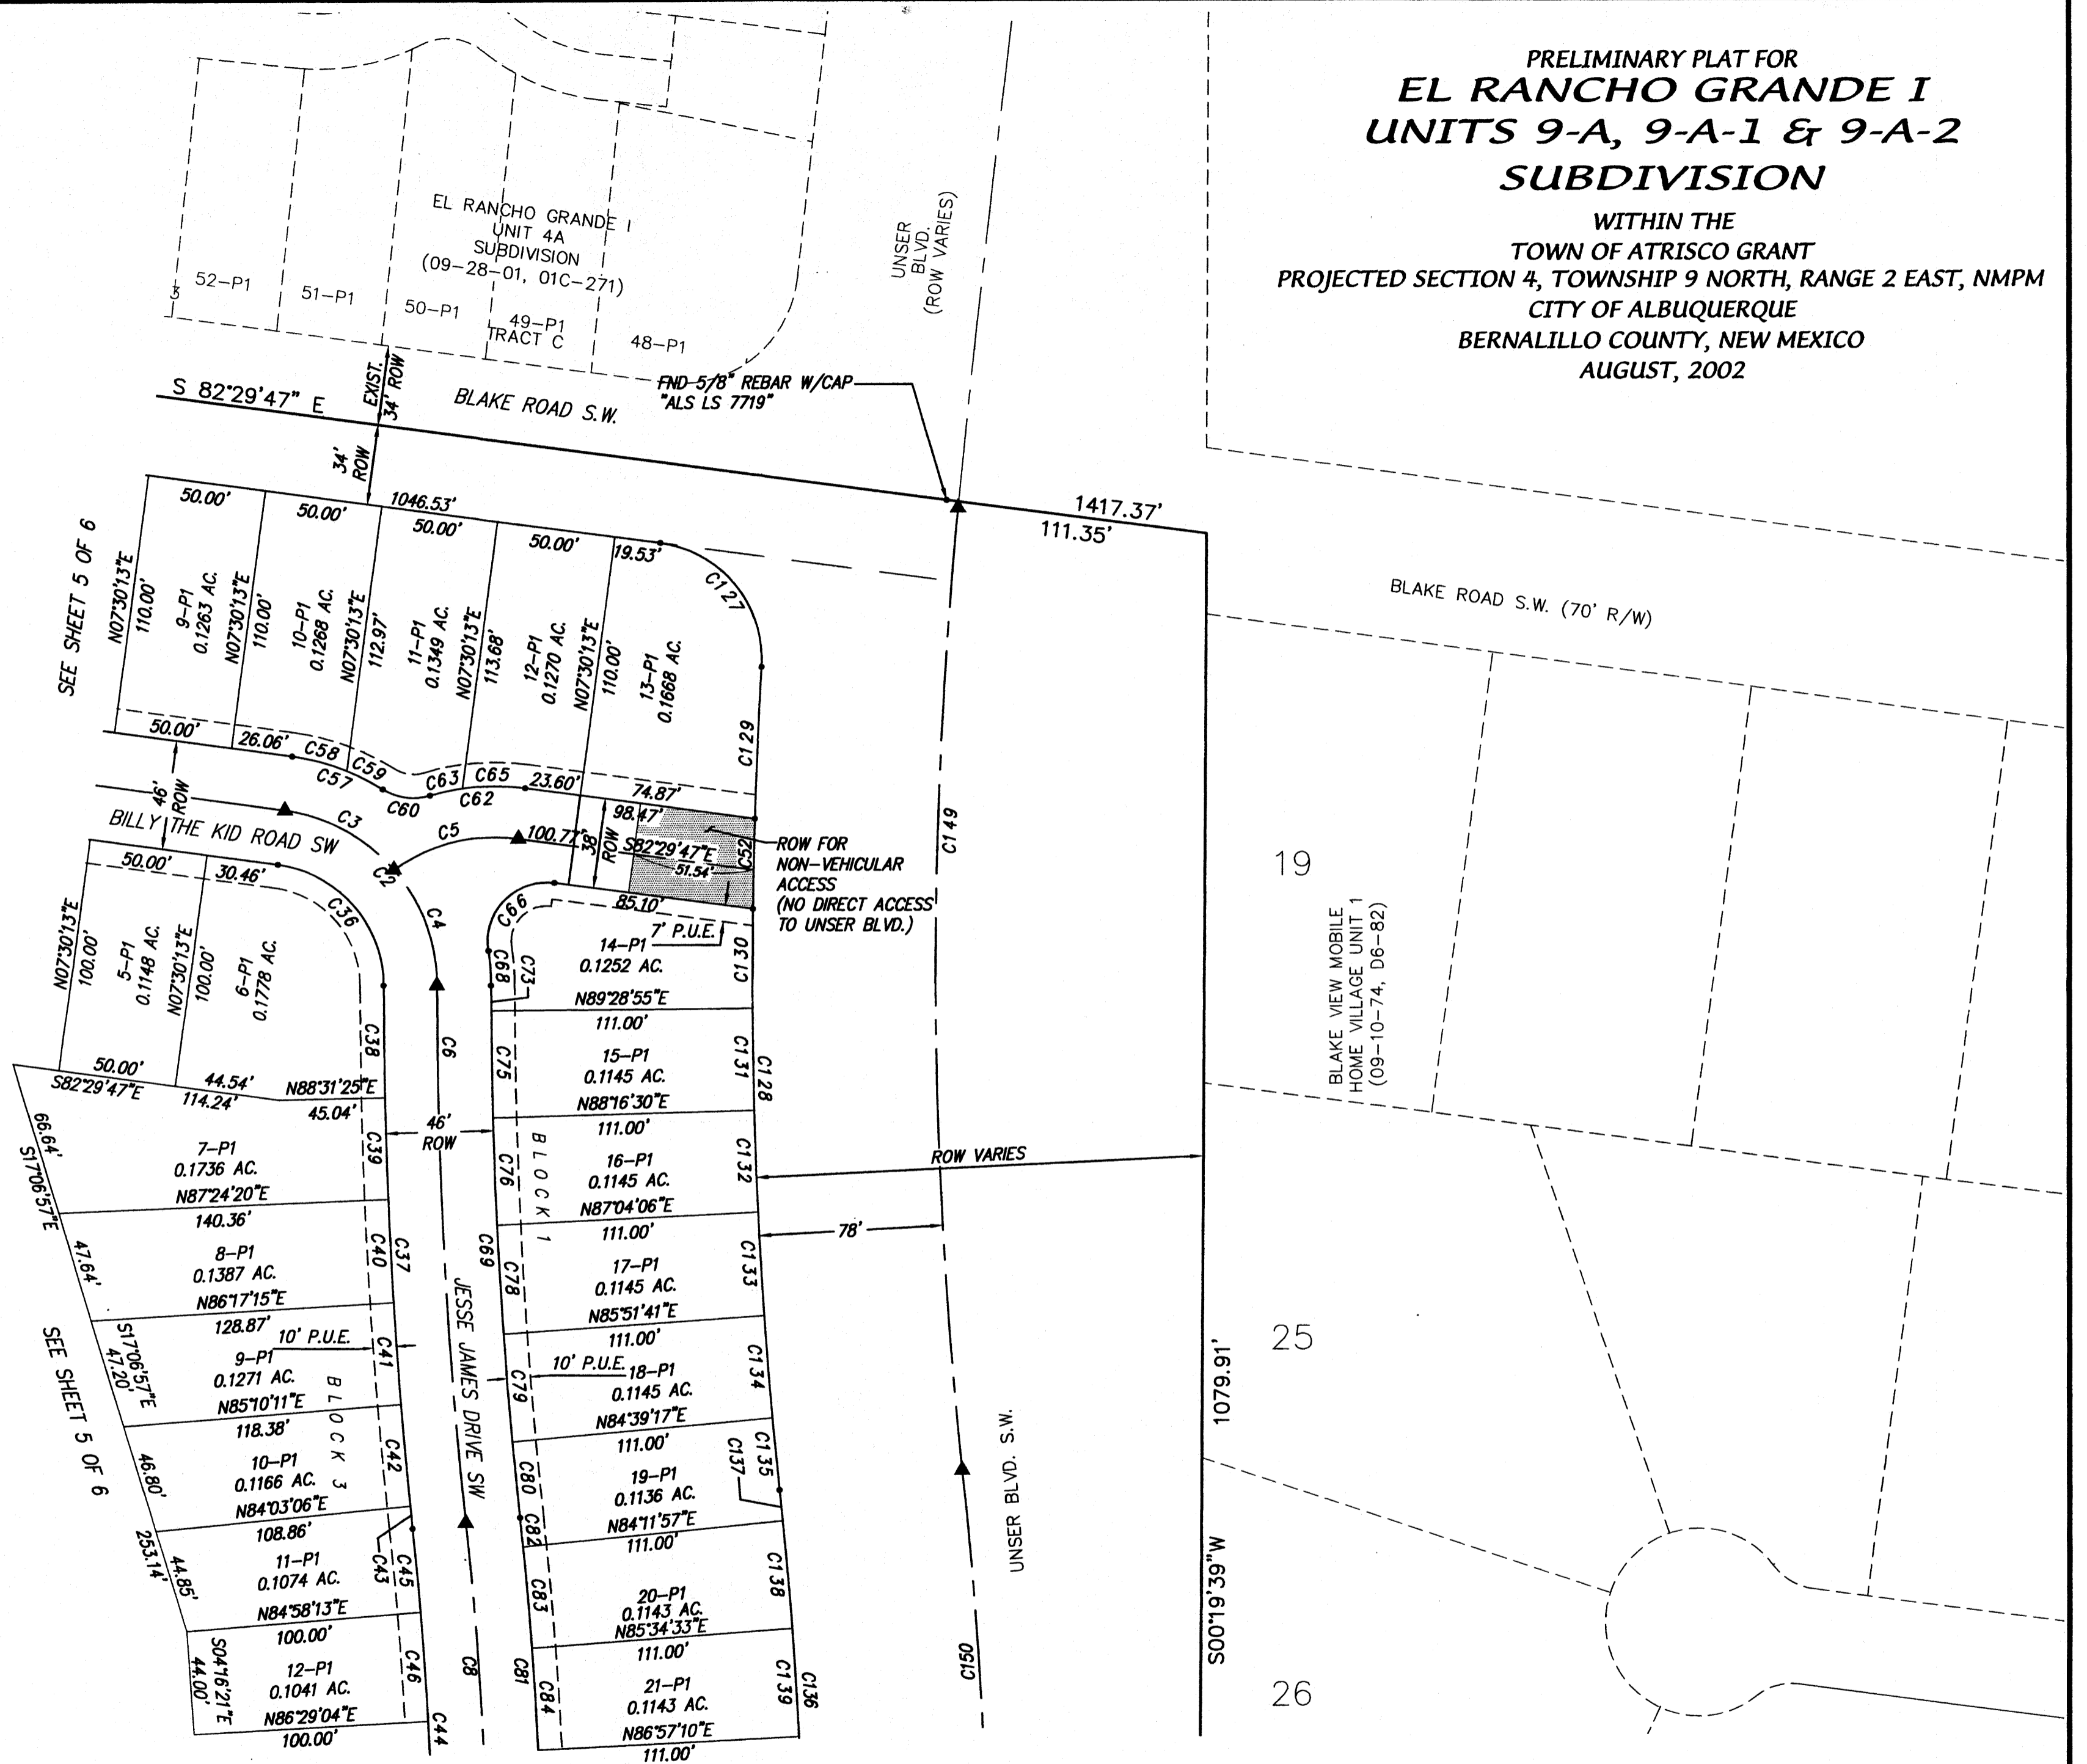 PRELIMINARY PLAT FOR
EL RANCHO GRANDE I
UNITS 9-A, 9-A-1 & 9-A-2
SUBDIVISION
WITHIN THE
TOWN OF ATRISCO GRANT
PROJECTED SECTION 4, TOWNSHIP 9 NORTH, RANGE 2 EAST, NMPM
CITY OF ALBUQUERQUE
BERNALILLO COUNTY, NEW MEXICO
AUGUST, 2002
EL RANCHO GRANDE I
UNIT 4A
SUBDIVISION
(09-28-01, 01C-271)
3
52-P1
51-P1
50-P1
49-P1
TRACT C
48-P1
UNSER
BLVD.
(ROW VARIES)
EXIST.
34' ROW
S 82°29'47" E
BLAKE ROAD S.W.
FND 5/8" REBAR W/CAP
"ALS LS 7719"
34'
ROW
1046.53'
1417.37'
111.35'
SEE SHEET 5 OF 6
50.00'
50.00'
50.00'
50.00'
19.53'
C127
N07°30'13"E
110.00'
9-P1
0.1263 AC.
N07°30'13"E
110.00'
10-P1
0.1268 AC.
N07°30'13"E
112.97'
11-P1
0.1349 AC.
N07°30'13"E
113.68'
12-P1
0.1270 AC.
N07°30'13"E
110.00'
13-P1
0.1668 AC.
C129
50.00'
26.06'
C58
C57
C59
C60
C63
C65
C62
23.60'
74.87'
98.47'
46'
ROW
BILLY THE KID ROAD SW
C3
C2
C5
C4
100.77'
38'
ROW
S82°29'47"E
51.54'
C52
85.10'
ROW FOR
NON-VEHICULAR
ACCESS
(NO DIRECT ACCESS
TO UNSER BLVD.)
C149
50.00'
30.46'
C36
N07°30'13"E
100.00'
5-P1
0.1148 AC.
N07°30'13"E
100.00'
6-P1
0.1778 AC.
C66
C68
C73
7' P.U.E.
14-P1
0.1252 AC.
C130
N89°28'55"E
111.00'
C38
C6
C75
15-P1
0.1145 AC.
C131
C128
N88°16'30"E
111.00'
50.00'
S82°29'47"E
44.54'
114.24'
N88°31'25"E
45.04'
46'
ROW
66.64'
S17°06'57"E
7-P1
0.1736 AC.
C39
N87°24'20"E
140.36'
C76
BLOCK 1
16-P1
0.1145 AC.
C132
N87°04'06"E
111.00'
ROW VARIES
78'
47.64'
8-P1
0.1387 AC.
C40
C37
N86°17'15"E
128.87'
C69
C78
17-P1
0.1145 AC.
C133
N85°51'41"E
111.00'
SEE SHEET 5 OF 6
S17°06'57"E
47.20'
10' P.U.E.
9-P1
0.1271 AC.
C41
N85°10'11"E
118.38'
BLOCK 3
JESSE JAMES DRIVE SW
10' P.U.E.
C79
18-P1
0.1145 AC.
C134
N84°39'17"E
111.00'
46.80'
10-P1
0.1166 AC.
C42
N84°03'06"E
108.86'
C80
C82
19-P1
0.1136 AC.
C137
C135
N84°11'57"E
111.00'
253.14'
44.85'
11-P1
0.1074 AC.
C43
C45
N84°58'13"E
100.00'
C83
20-P1
0.1143 AC.
C138
N85°34'33"E
111.00'
S04°16'21"E
44.00'
12-P1
0.1041 AC.
C46
N86°29'04"E
100.00'
C44
C8
C81
C84
21-P1
0.1143 AC.
C139
C136
N86°57'10"E
111.00'
C150
UNSER BLVD. S.W.
1079.91'
S00°19'39"W
BLAKE ROAD S.W. (70' R/W)
19
BLAKE VIEW MOBILE
HOME VILLAGE UNIT 1
(09-10-74, D6-82)
25
26